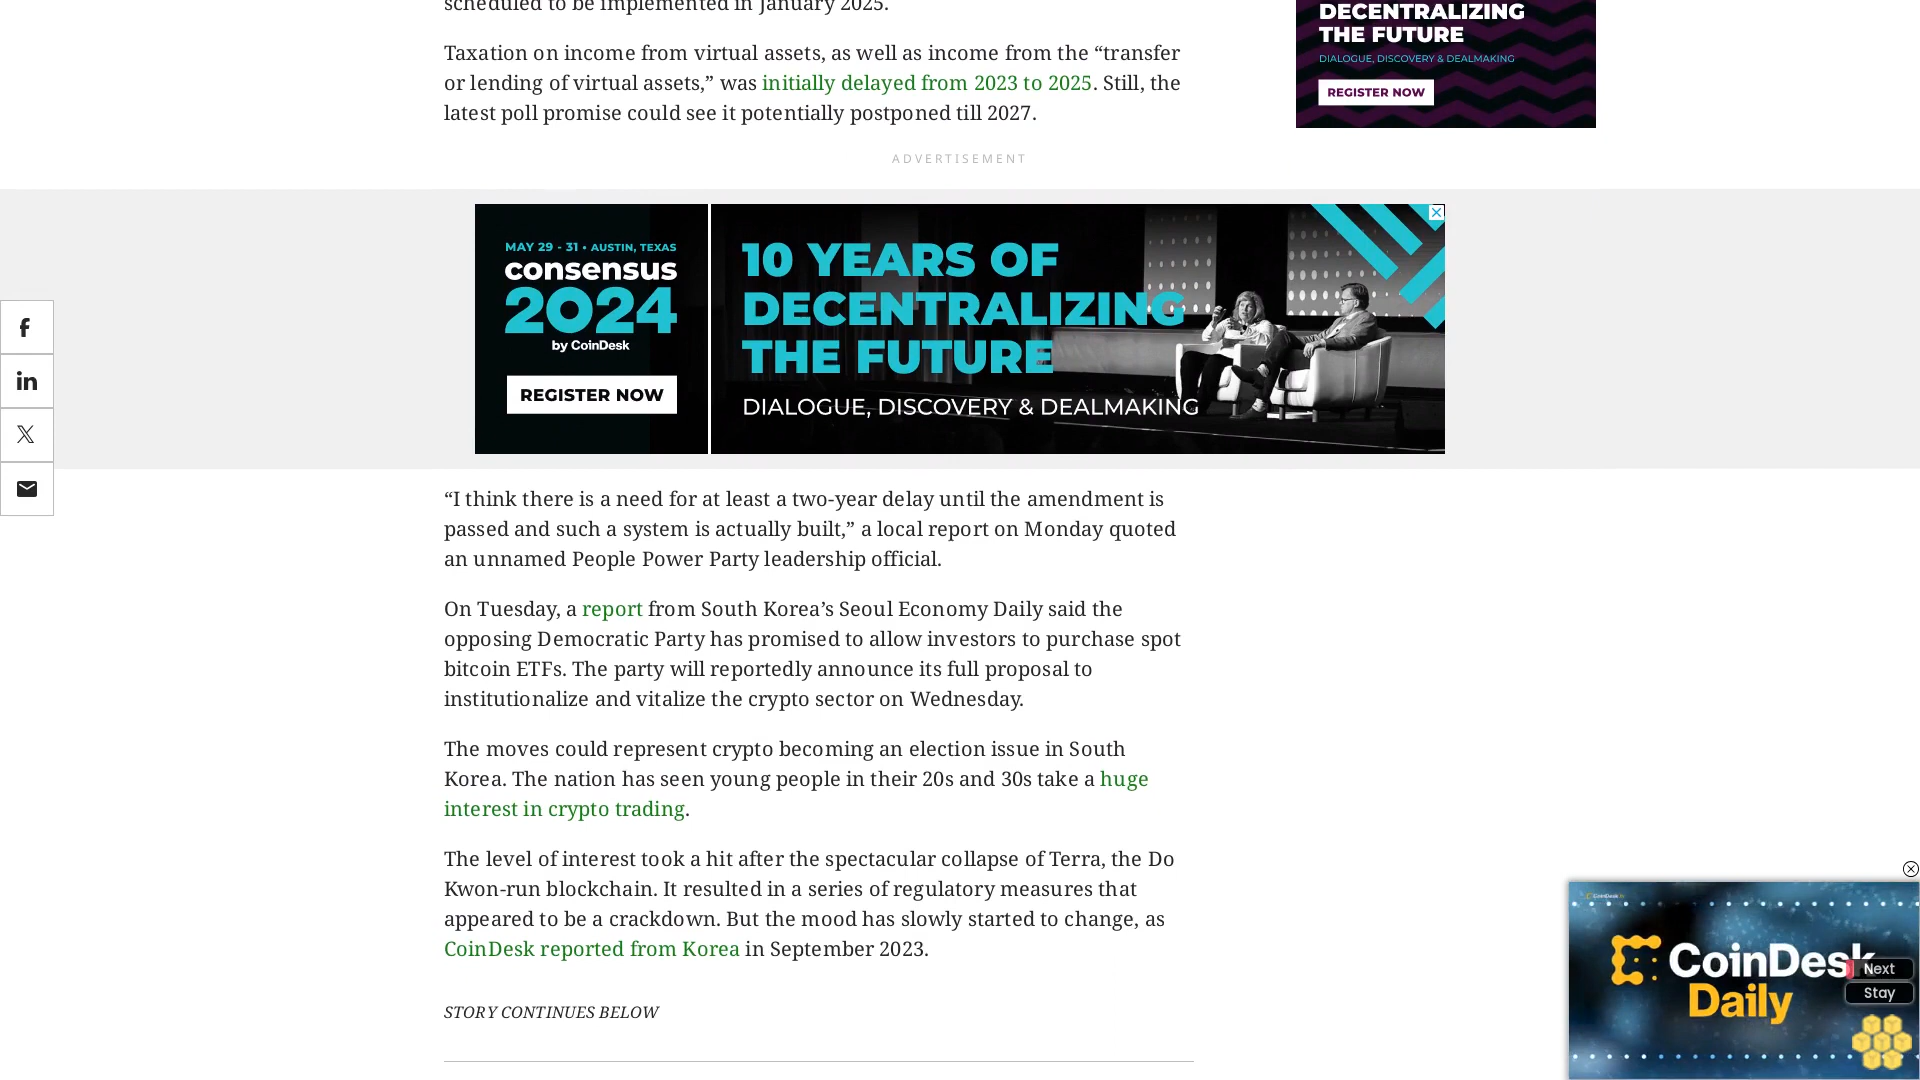 scheduled to be implemented in January 2025.
Taxation on income from virtual assets, as well as income from the “transfer
or lending of virtual assets,” was initially delayed from 2023 to 2025. Still, the
latest poll promise could see it potentially postponed till 2027.
DECENTRALIZING
THE FUTURE
DIALOGUE, DISCOVERY & DEALMAKING
REGISTER NOW
ADVERTISEMENT
MAY 29 - 31 • AUSTIN, TEXAS
consensus
2024
by CoinDesk
REGISTER NOW
10 YEARS OF
DECENTRALIZING
THE FUTURE
DIALOGUE, DISCOVERY & DEALMAKING
“I think there is a need for at least a two-year delay until the amendment is
passed and such a system is actually built,” a local report on Monday quoted
an unnamed People Power Party leadership official.
On Tuesday, a report from South Korea’s Seoul Economy Daily said the
opposing Democratic Party has promised to allow investors to purchase spot
bitcoin ETFs. The party will reportedly announce its full proposal to
institutionalize and vitalize the crypto sector on Wednesday.
The moves could represent crypto becoming an election issue in South
Korea. The nation has seen young people in their 20s and 30s take a huge
interest in crypto trading.
The level of interest took a hit after the spectacular collapse of Terra, the Do
Kwon-run blockchain. It resulted in a series of regulatory measures that
appeared to be a crackdown. But the mood has slowly started to change, as
CoinDesk reported from Korea in September 2023.
STORY CONTINUES BELOW
CoinDesk
Daily
Next
Stay